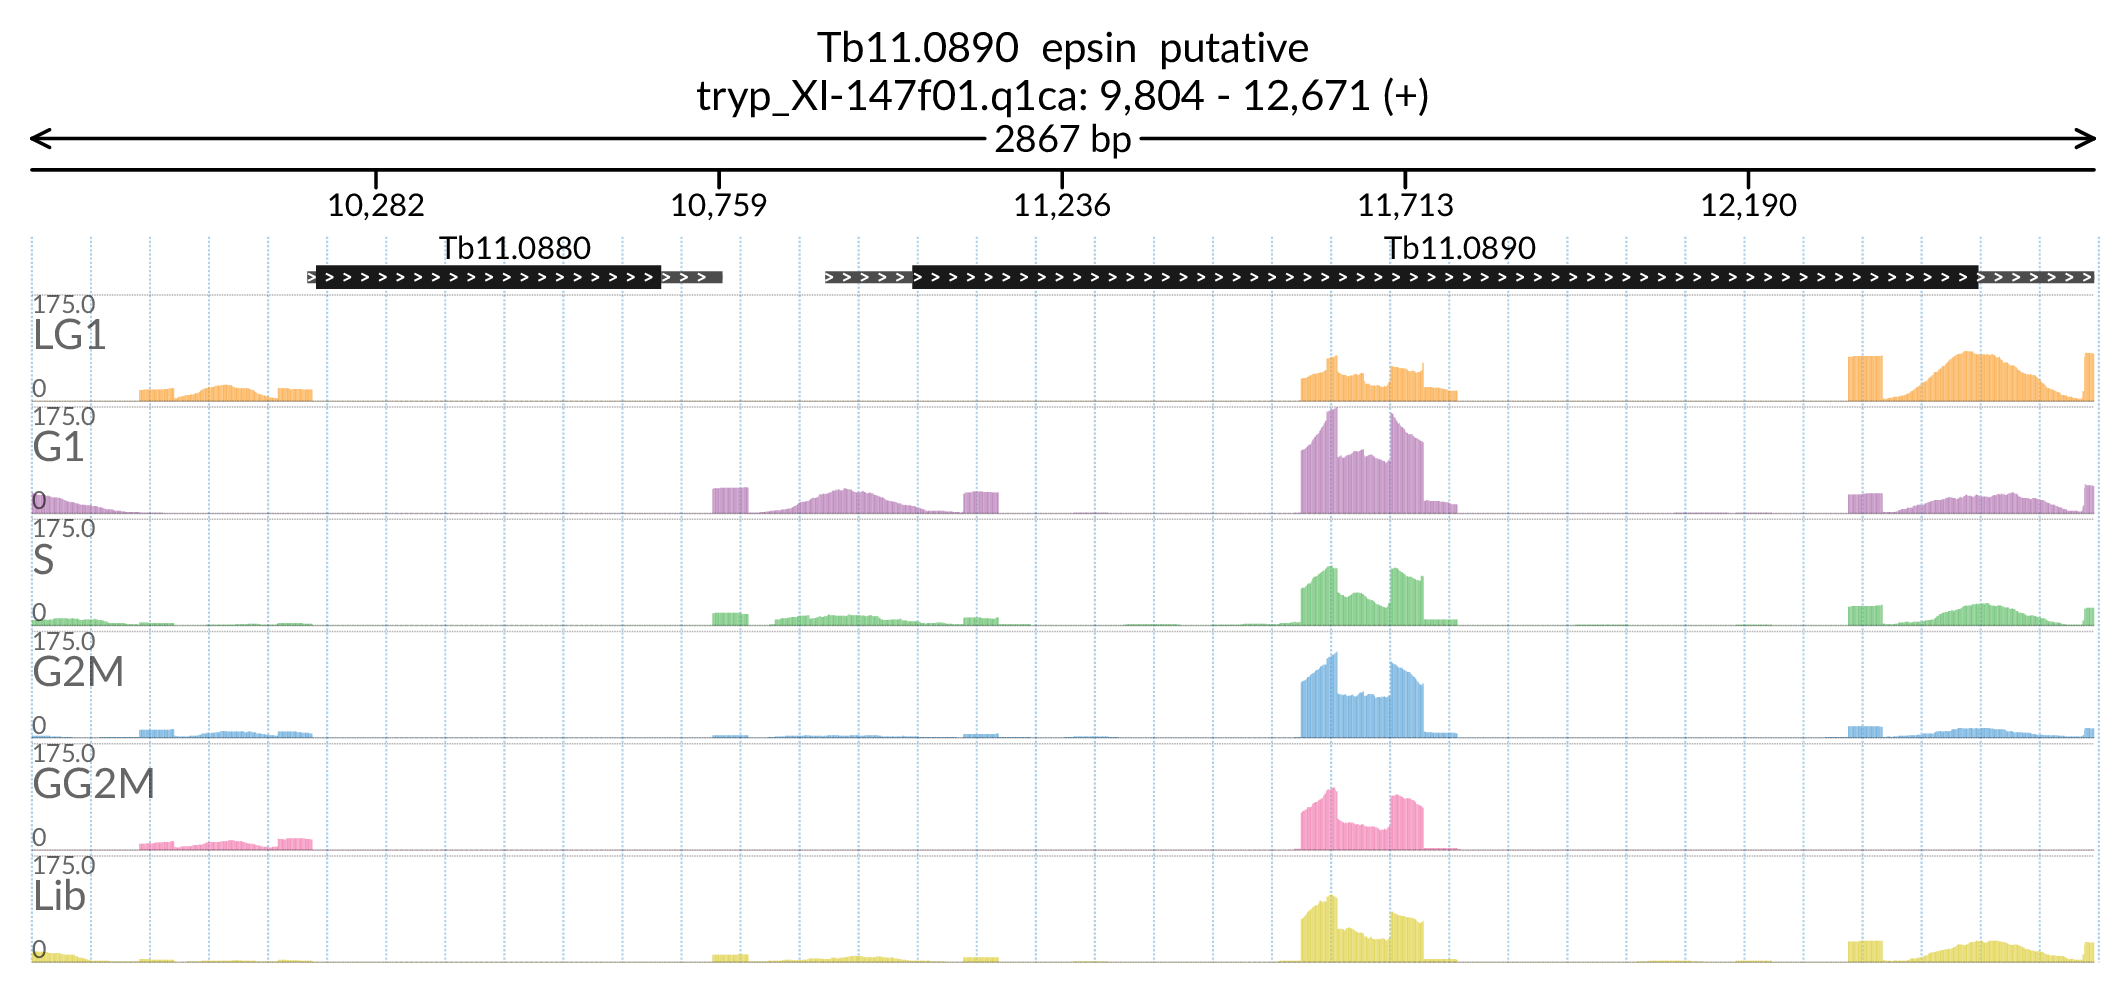 Tb11.0890 epsin putative
tryp_XI-147f01.q1ca: 9,804 - 12,671 (+)
2867 bp
10,282 10,759 11,236 11,713 12,190
Tb11.0880 Tb11.0890
175.0
LG1
0
175.0
G1
0
175.0
S
0
175.0
G2M
0
175.0
GG2M
0
175.0
Lib
0